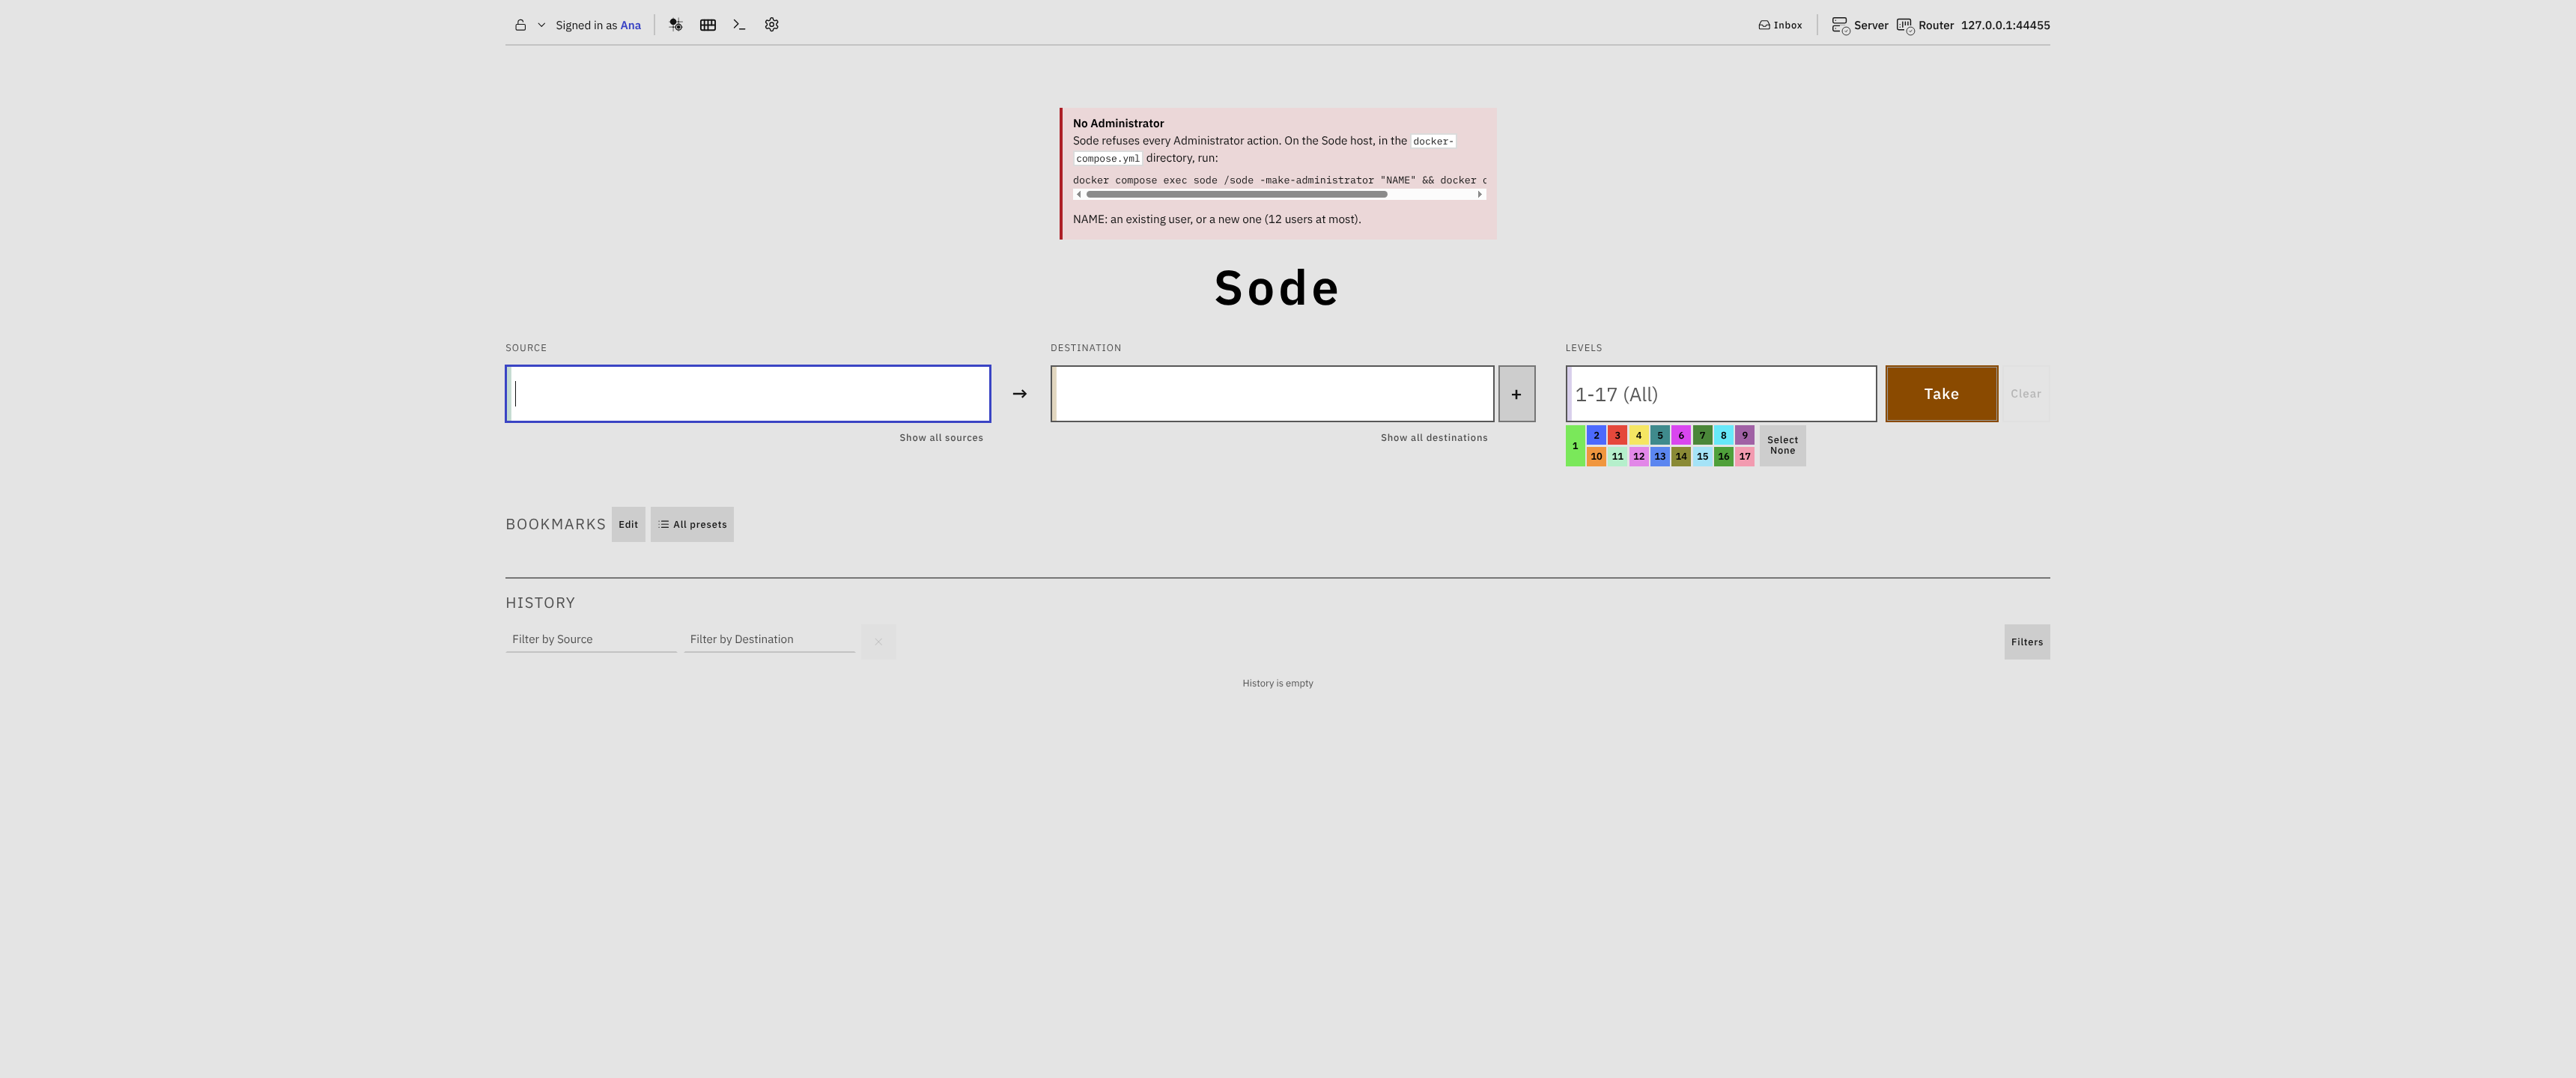 Signed in as Ana
Inbox
Server
Router 127.0.0.1:44455
No Administrator
Sode refuses every Administrator action. On the Sode host, in the docker-
compose.yml directory, run:
docker compose exec sode /sode -make-administrator "NAME" && docker c
NAME: an existing user, or a new one (12 users at most).
Sode
SOURCE
DESTINATION
LEVELS
→
+
1-17 (All)
Take
Clear
Show all sources
Show all destinations
1 2 3 4 5 6 7 8 9
10 11 12 13 14 15 16 17
Select
None
BOOKMARKS Edit All presets
HISTORY
Filter by Source
Filter by Destination
×
Filters
History is empty